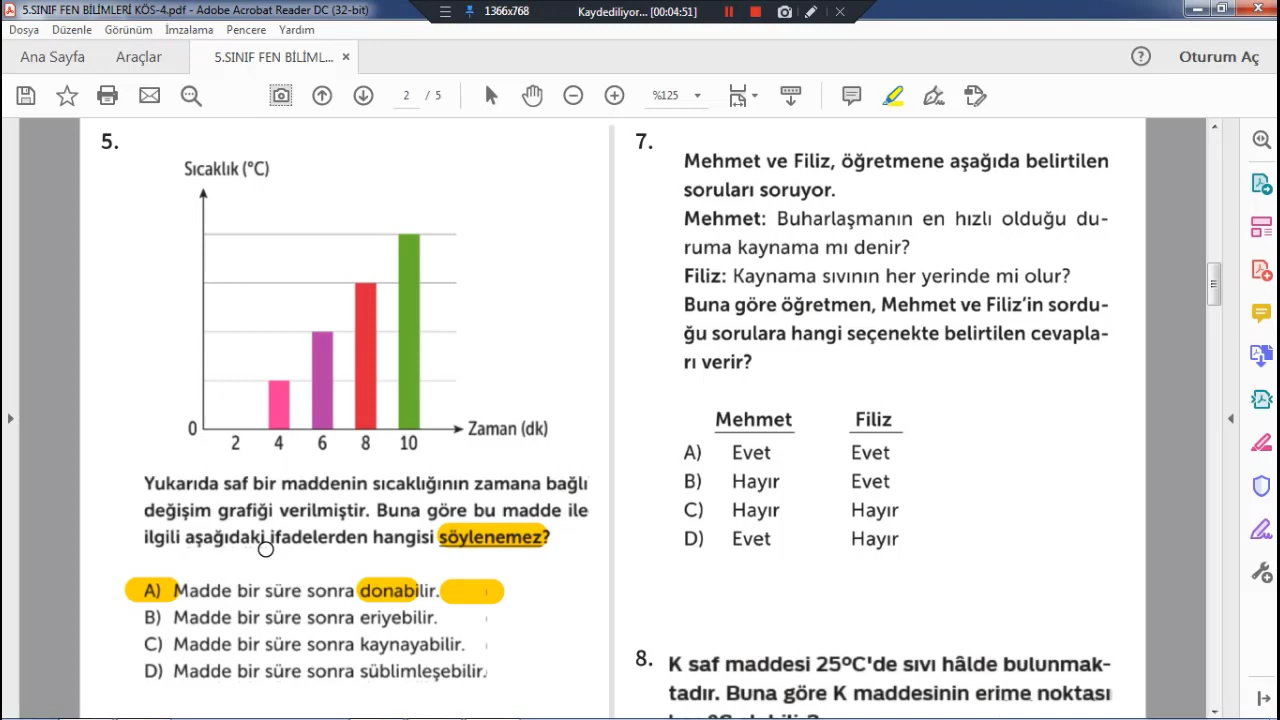 5.SINIF FEN BİLİMLERİ KÖS-4.pdf - Adobe Acrobat Reader DC (32-bit)
1366x768
Kaydediliyor... [00:04:51]
Dosya Düzenle Görünüm İmzalama Pencere Yardım
Ana Sayfa Araçlar 5.SINIF FEN BİLİML... × Oturum Aç
2 / 5 %125
5.
Sıcaklık (°C)
0
2 4 6 8 10
Zaman (dk)
Yukarıda saf bir maddenin sıcaklığının zamana bağlı
değişim grafiği verilmiştir. Buna göre bu madde ile
ilgili aşağıdaki ifadelerden hangisi söylenemez?
A) Madde bir süre sonra donabilir.
B) Madde bir süre sonra eriyebilir.
C) Madde bir süre sonra kaynayabilir.
D) Madde bir süre sonra süblimleşebilir.
7.
Mehmet ve Filiz, öğretmene aşağıda belirtilen
soruları soruyor.
Mehmet: Buharlaşmanın en hızlı olduğu du-
ruma kaynama mı denir?
Filiz: Kaynama sıvının her yerinde mi olur?
Buna göre öğretmen, Mehmet ve Filiz'in sordu-
ğu sorulara hangi seçenekte belirtilen cevapla-
rı verir?
Mehmet Filiz
A) Evet Evet
B) Hayır Evet
C) Hayır Hayır
D) Evet Hayır
8.
K saf maddesi 25°C'de sıvı hâlde bulunmak-
tadır. Buna göre K maddesinin erime noktası